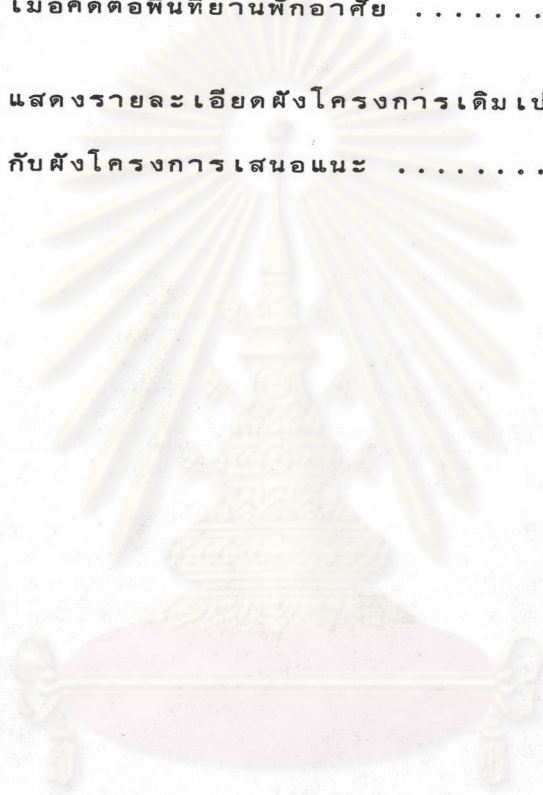 เมื่อคิดต่อพื้นที่ย่านพักอาศัย ........
แสดงรายละเอียดผังโครงการเดิมเป
กับผังโครงการเสนอแนะ .........